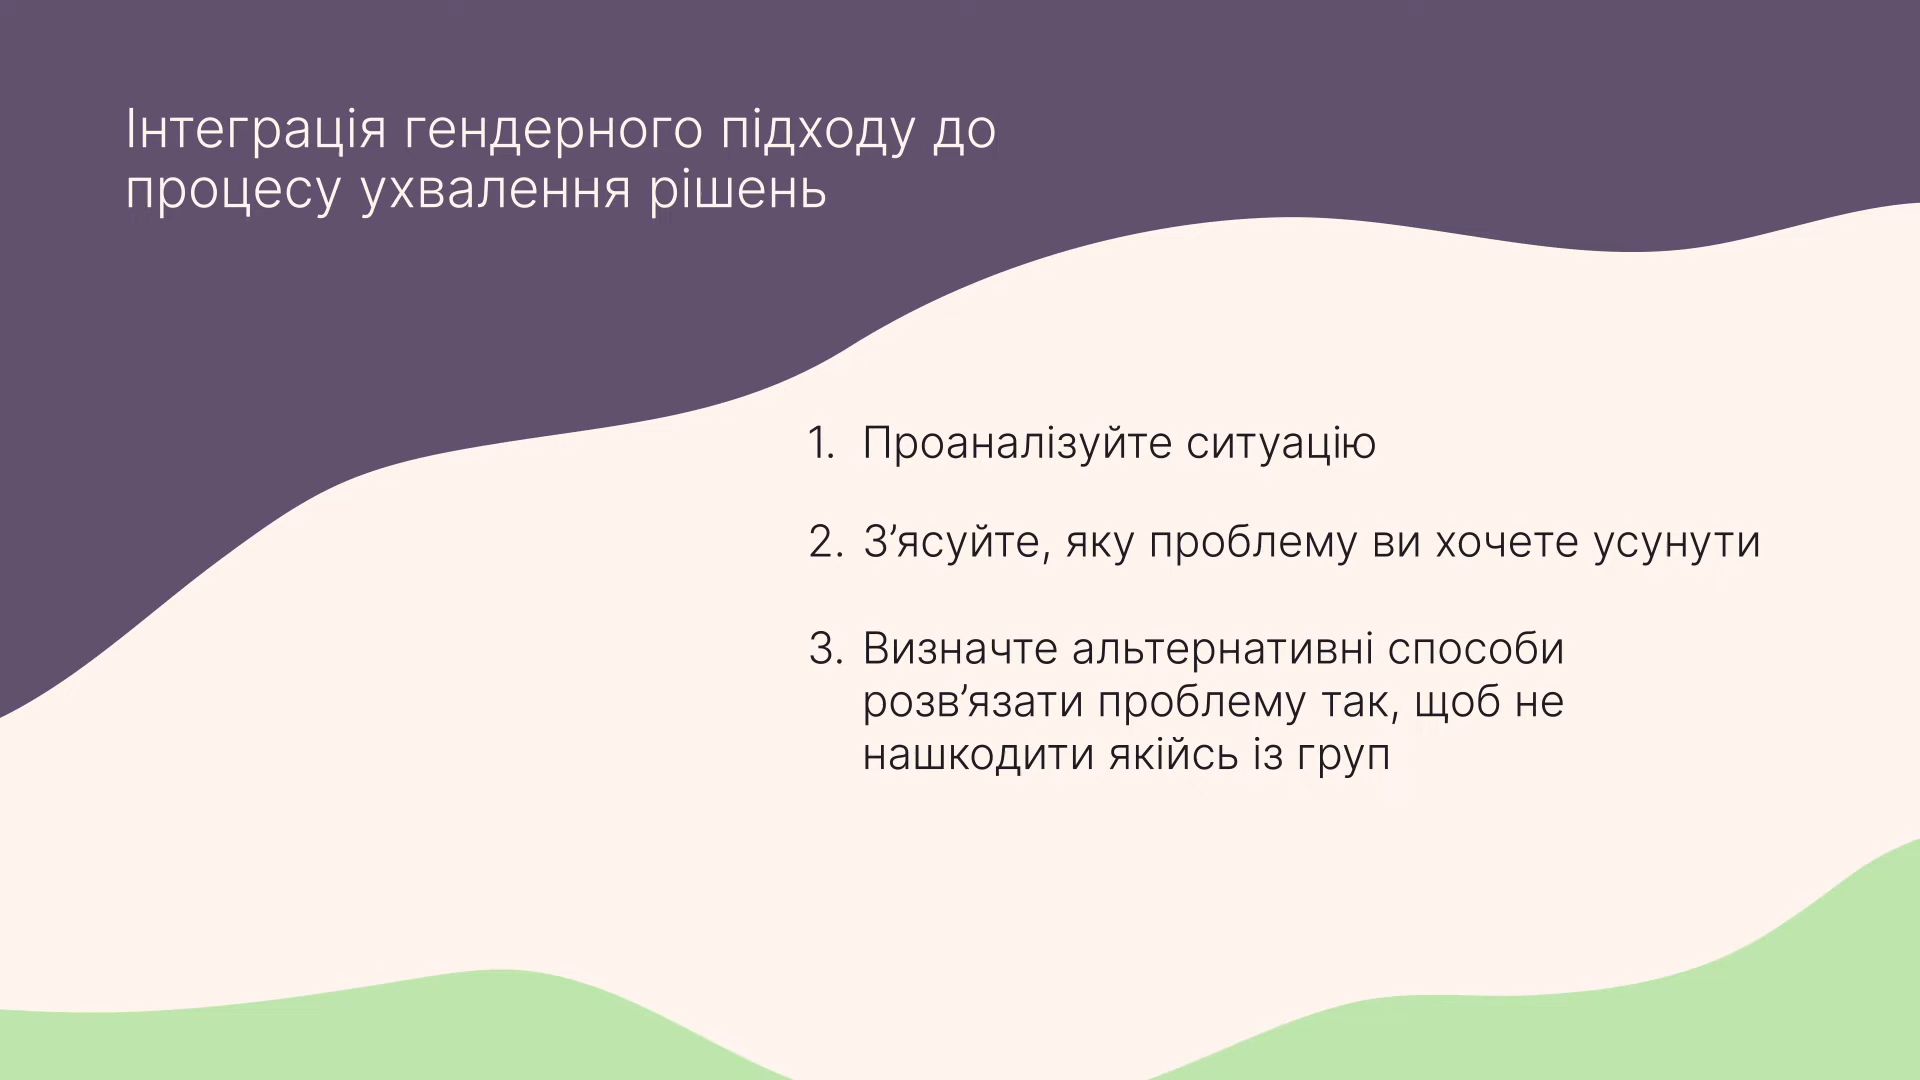 Інтеграція гендерного підходу до
процесу ухвалення рішень
1. Проаналізуйте ситуацію
2. З’ясуйте, яку проблему ви хочете усунути
3. Визначте альтернативні способи
розв’язати проблему так, щоб не
нашкодити якійсь із груп